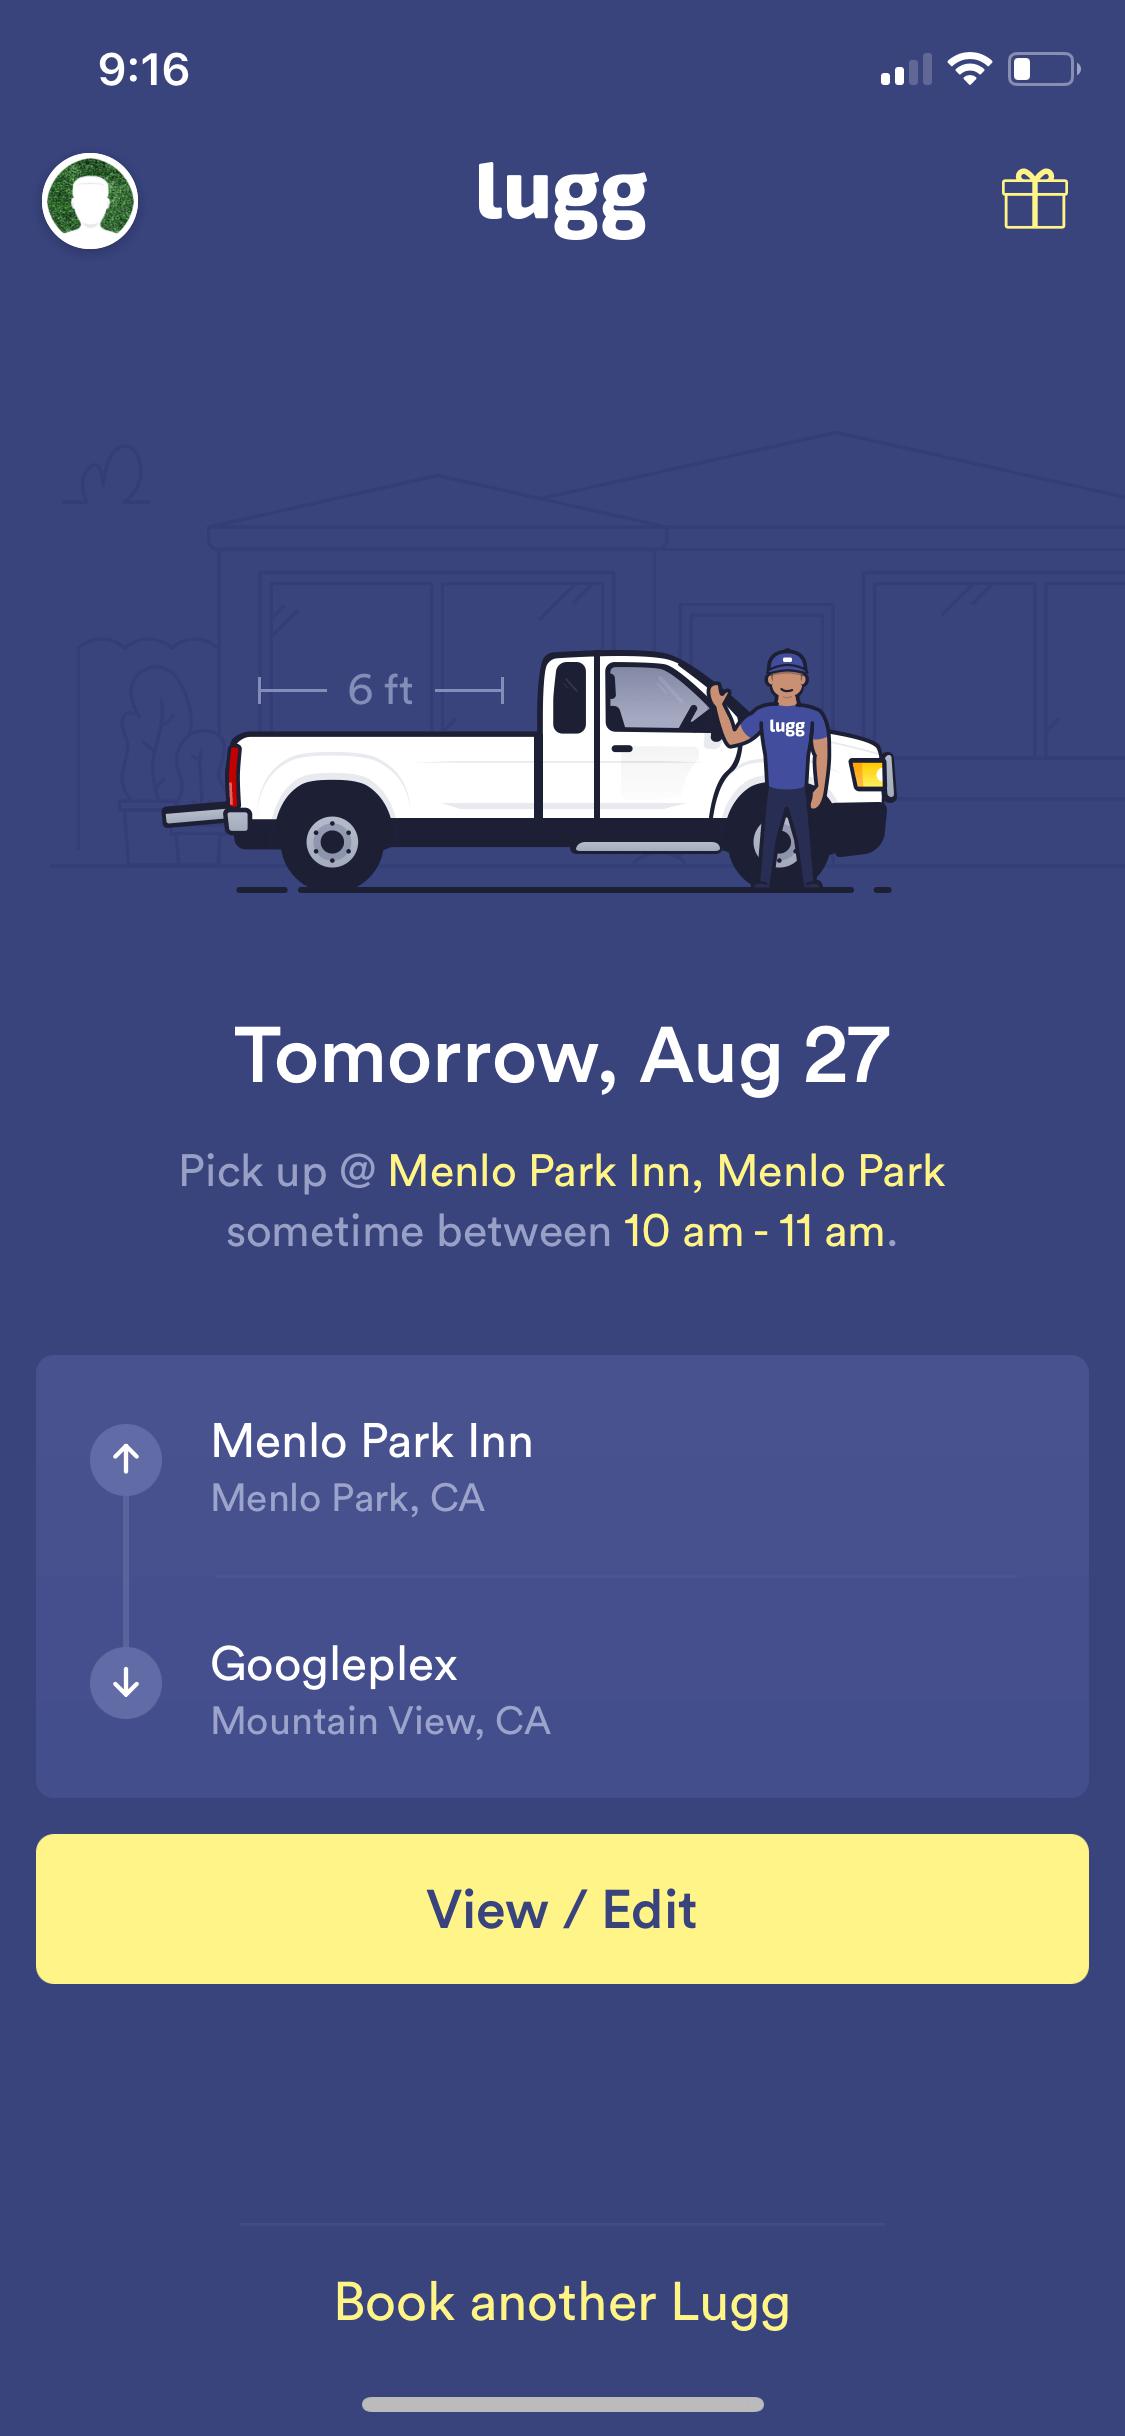 9:16
lugg
6 ft
lugg
Tomorrow, Aug 27
Pick up @ Menlo Park Inn, Menlo Park
sometime between 10 am - 11 am.
Menlo Park Inn
Menlo Park, CA
Googleplex
Mountain View, CA
View / Edit
Book another Lugg